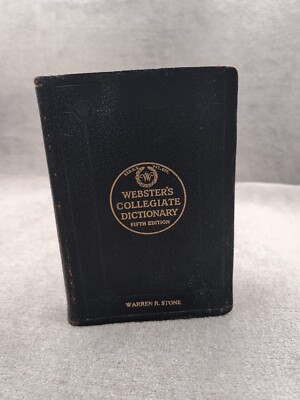 W
WEBSTER'S
COLLEGIATE
DICTIONARY
FIFTH EDITION
WARREN R. STONE